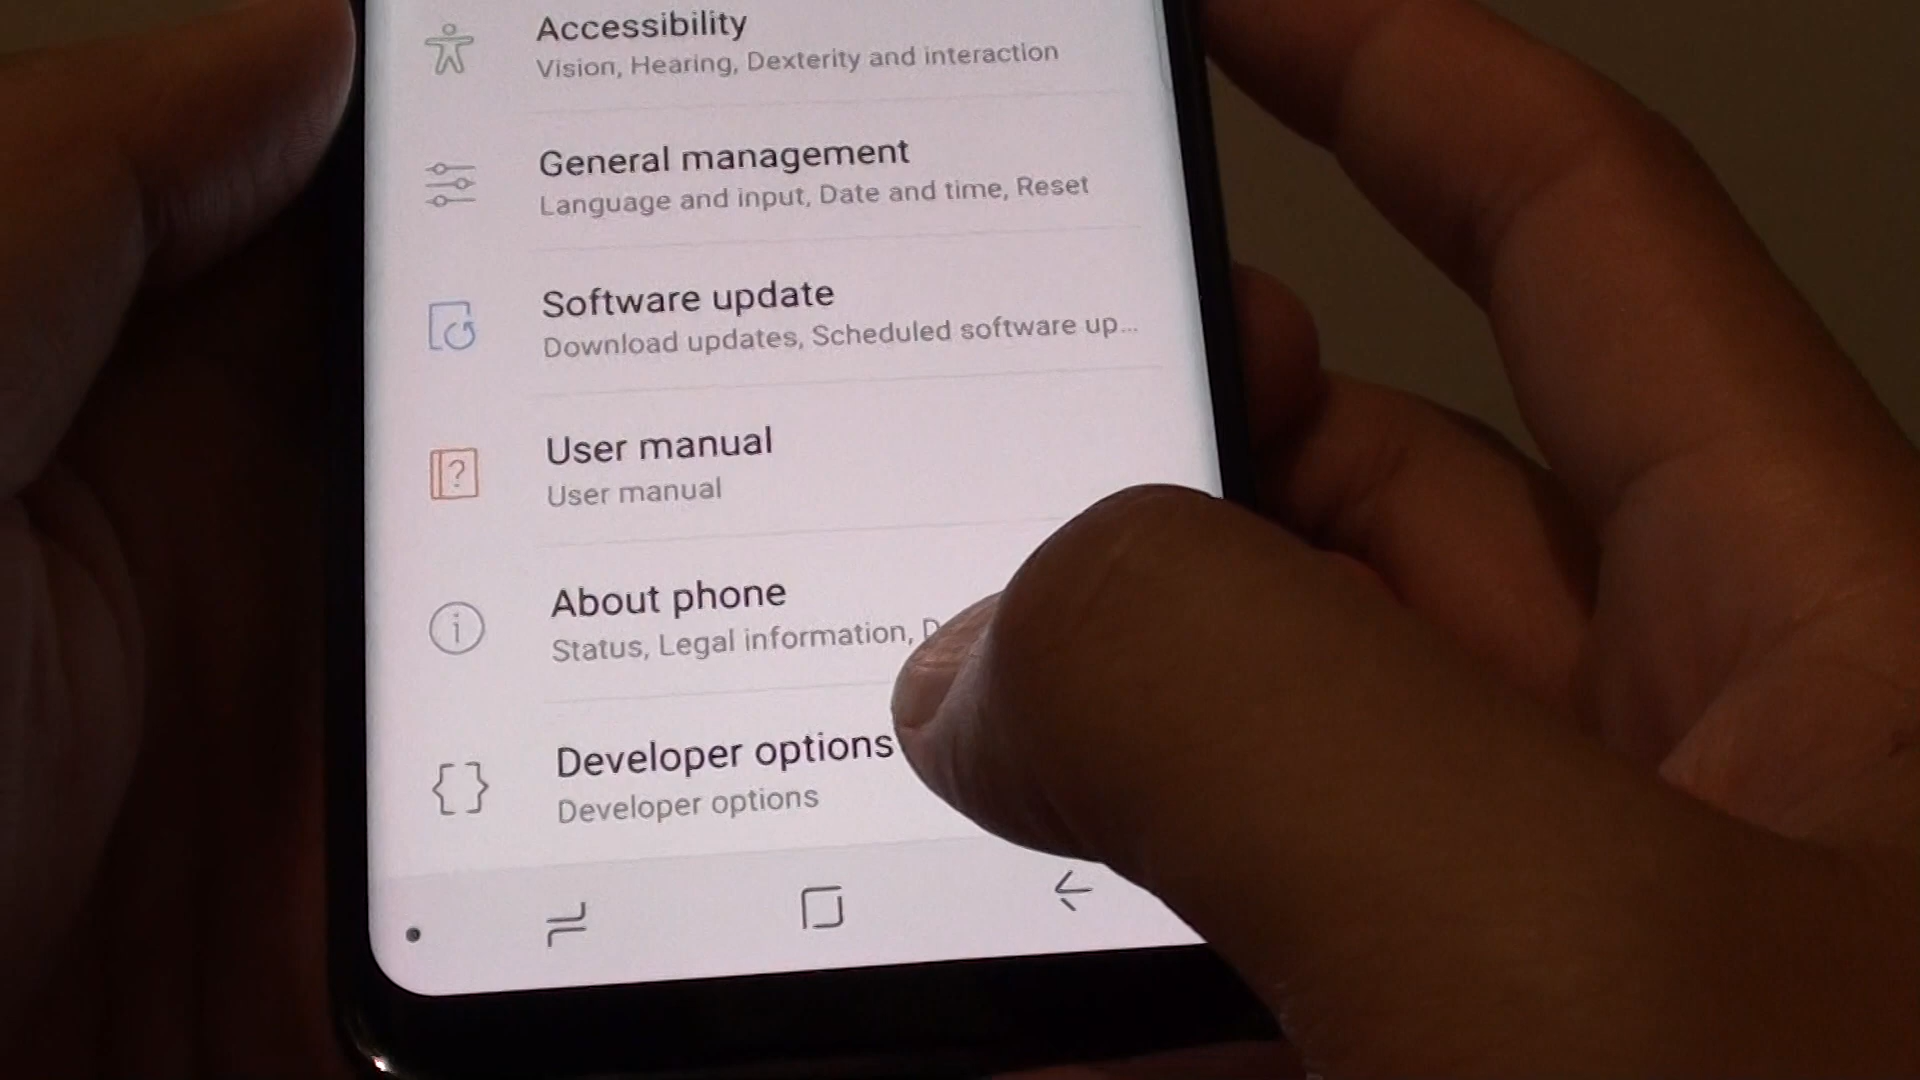 Accessibility
Vision, Hearing, Dexterity and interaction
General management
Language and input, Date and time, Reset
Software update
Download updates, Scheduled software up...
User manual
User manual
About phone
Status, Legal information,
Developer options
Developer options